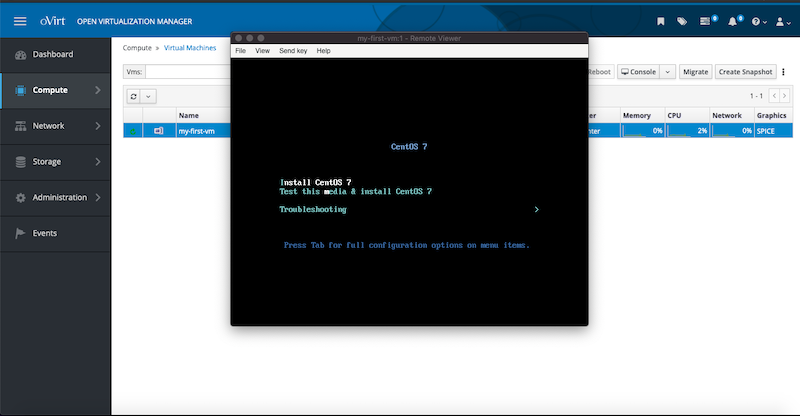 oVirt OPEN VIRTUALIZATION MANAGER
Dashboard
Compute
Network
Storage
Administration
Events
Compute » Virtual Machines
Vms:
Reboot Console Migrate Create Snapshot
1 - 1
Name Memory CPU Network Graphics
my-first-vm 0% 2% 0% SPICE
my-first-vm:1 - Remote Viewer
File View Send key Help
CentOS 7
Install CentOS 7
Test this media & install CentOS 7
Troubleshooting >
Press Tab for full configuration options on menu items.